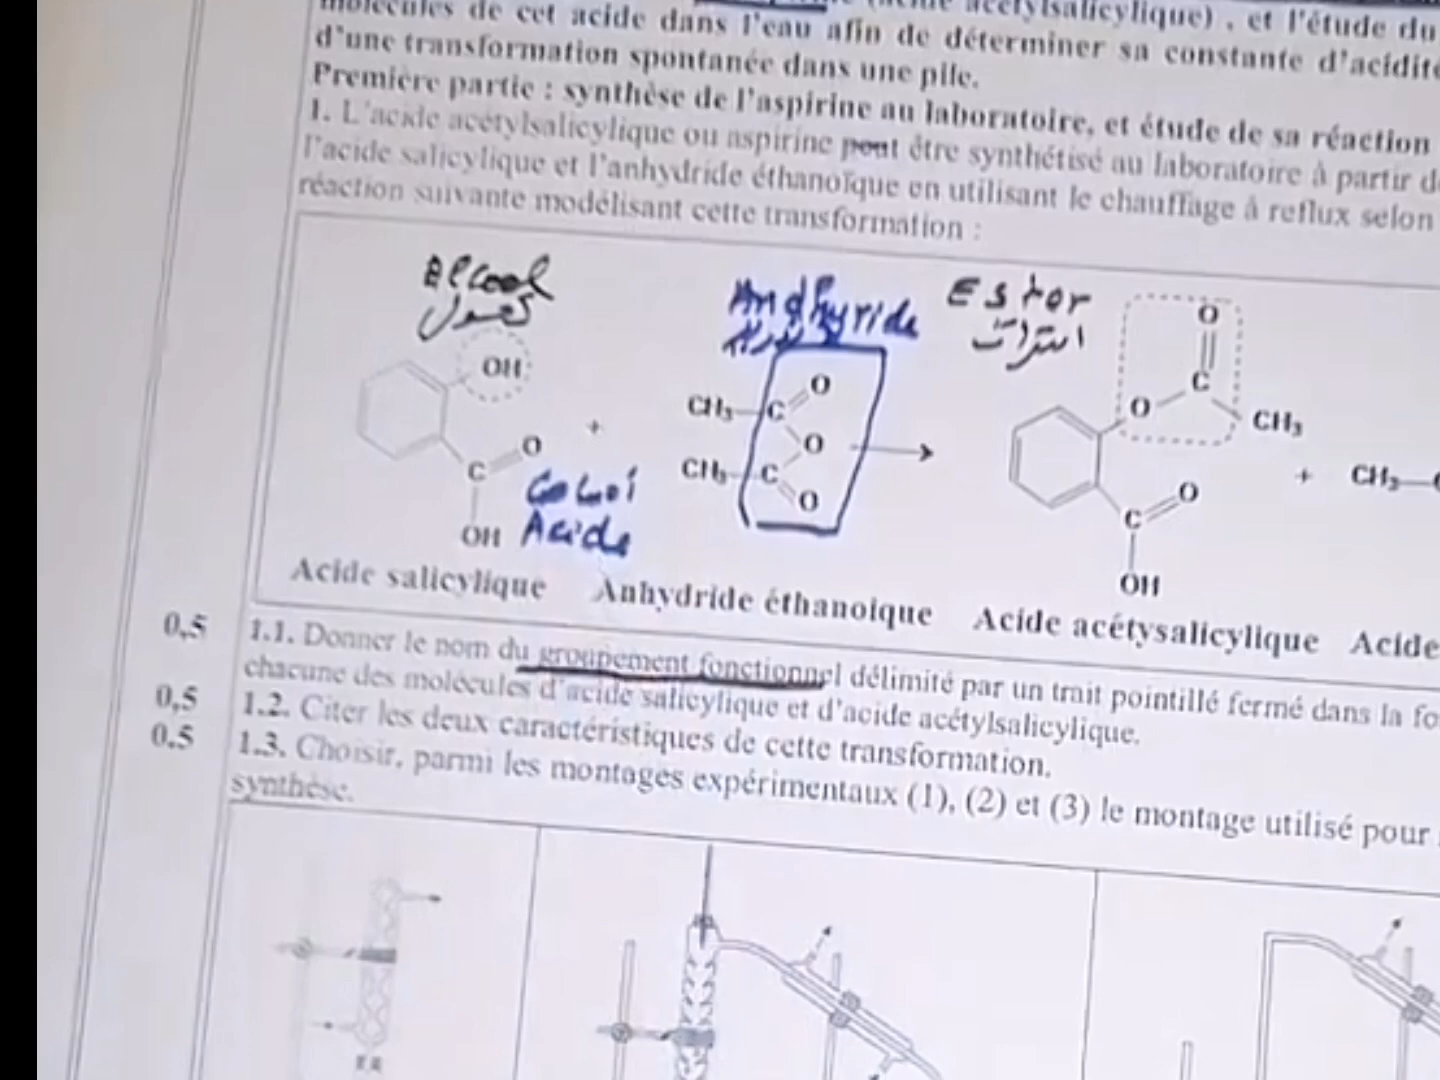 molécules de cet acide dans l'eau afin de déterminer sa constante d'acidité
d'une transformation spontanée dans une pile.
Première partie : synthèse de l'aspirine au laboratoire, et étude de sa réaction
1. L'acide acétylsalicylique ou aspirine peut être synthétisé au laboratoire à partir d
l'acide salicylique et l'anhydride éthanoïque en utilisant le chauffage à reflux selon
réaction suivante modélisant cette transformation :
Alcool
كحول
Andhyride
Ester
استرات
OH
C
O
OH
Acide
+
CH₃
C
O
O
CH₃
C
O
O
C
O
CH₃
C
O
OH
+ CH₃
Acide salicylique Anhydride éthanoique Acide acétysalicylique Acide
0,5 1.1. Donner le nom du groupement fonctionnel délimité par un trait pointillé fermé dans la fo
chacune des molécules d'acide salicylique et d'acide acétylsalicylique.
0,5 1.2. Citer les deux caractéristiques de cette transformation.
0.5 1.3. Choisir, parmi les montages expérimentaux (1), (2) et (3) le montage utilisé pour
synthèse.